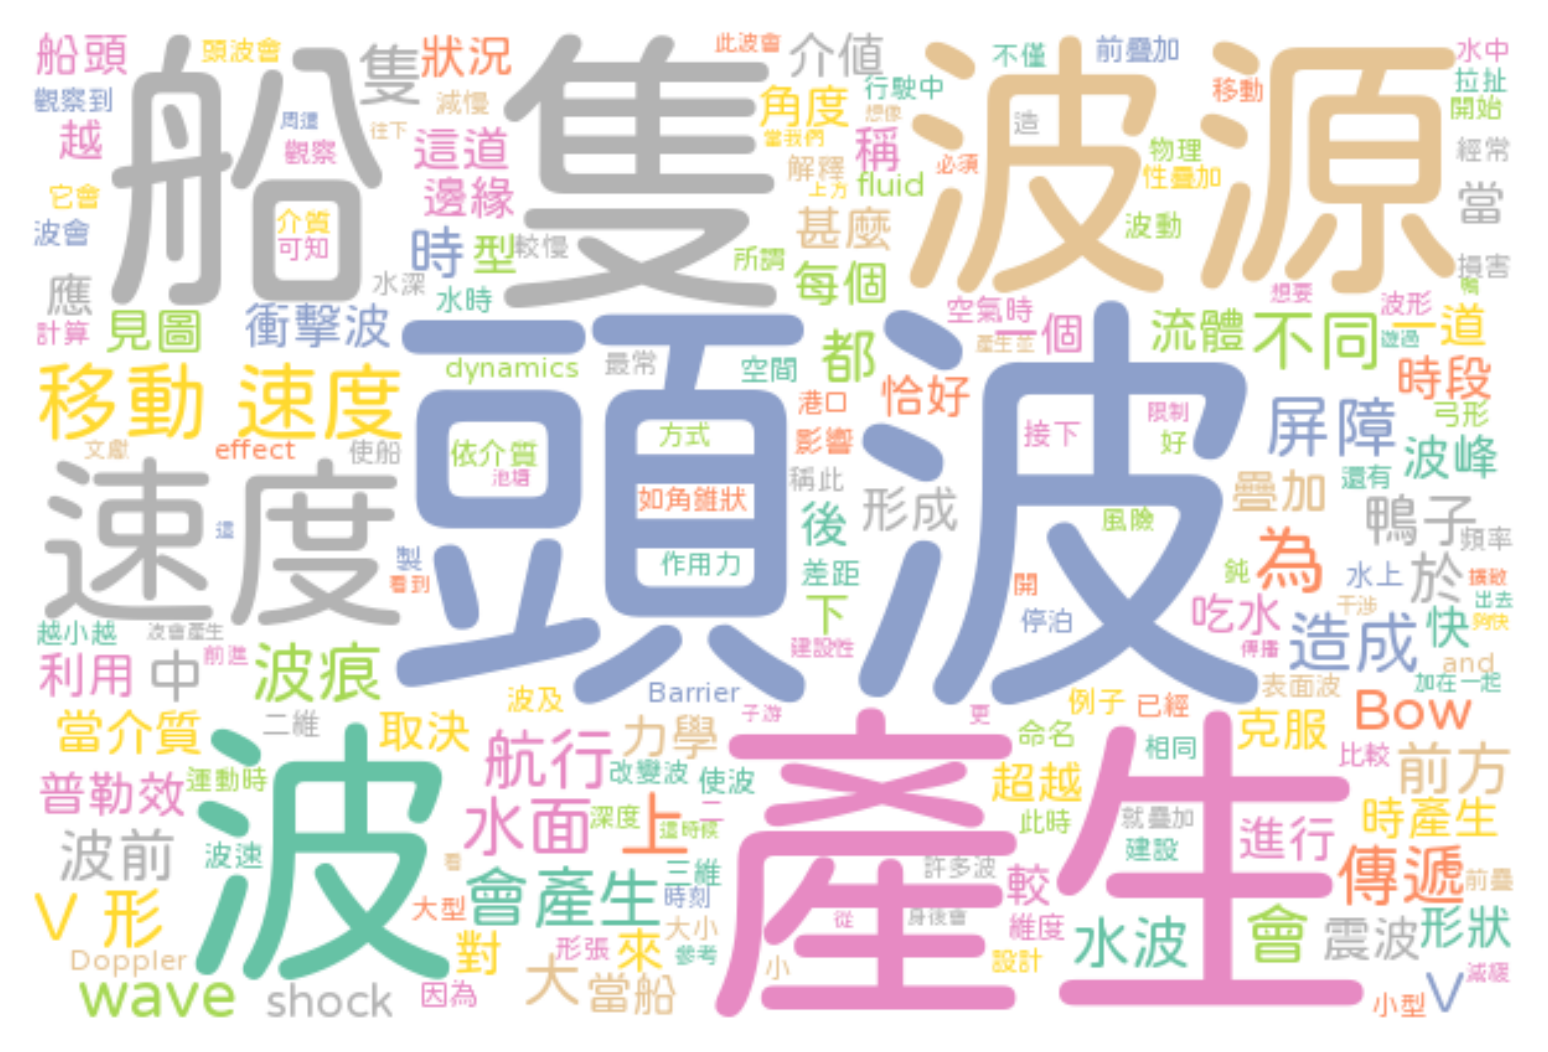 船頭
頭波會
船隻
隻
狀況
減慢
此波會
介值
角度
行駛中
想像
當我們
不僅
前疊加
波源
移動
水中
拉扯
開始
觀察到
越
周遭
觀察
往下
這道
邊緣
解釋
稱
上方
fluid
必須
造
物理
性疊加
經常
當
它會
波會
介質
可知
水深
時
型
較慢
水時
所謂
甚麼
每個
波動
損害
應
計算
見圖
衝擊波
dynamics
最常
空間
都
空氣時
一個
產生並
想要
流體
不同
波形
遊過
一道
鴨
移動
速度
頭波
恰好
港口
影響
接下
限制
好
屏障
時段
弓形
波峰
文獻
effect
使船
依介質
池塘
方式
如角錐狀
作用力
稱此
形成
後
差距
風險
疊加
還有
鴨子
頻率
速度
這
製
看到
下
建設性
開
停泊
鈍
為
水上
於
擴散
出去
干涉
夠快
越小越
波會產生
前進
利用
中
波痕
吃水
傳播
造成
快
and
加在一起
Barrier
波及
子游
更
例子
已經
表面波
Bow
當介質
二維
取決
航行
力學
命名
相同
克服
比較
前方
普勒效
運動時
改變波
使波
產生
超越
此時
就疊加
建設
進行
時產生
波前
波速
波
水面
深度
上
這時候
二
看
會產生
三維
時刻
許多波
較
傳遞
前疊
V
形
大型
對
形張
來
大小
參考
從
身後會
維度
水波
會
震波
形狀
Doppler
wave
shock
因為
大
當船
小
設計
小型
V
減緩